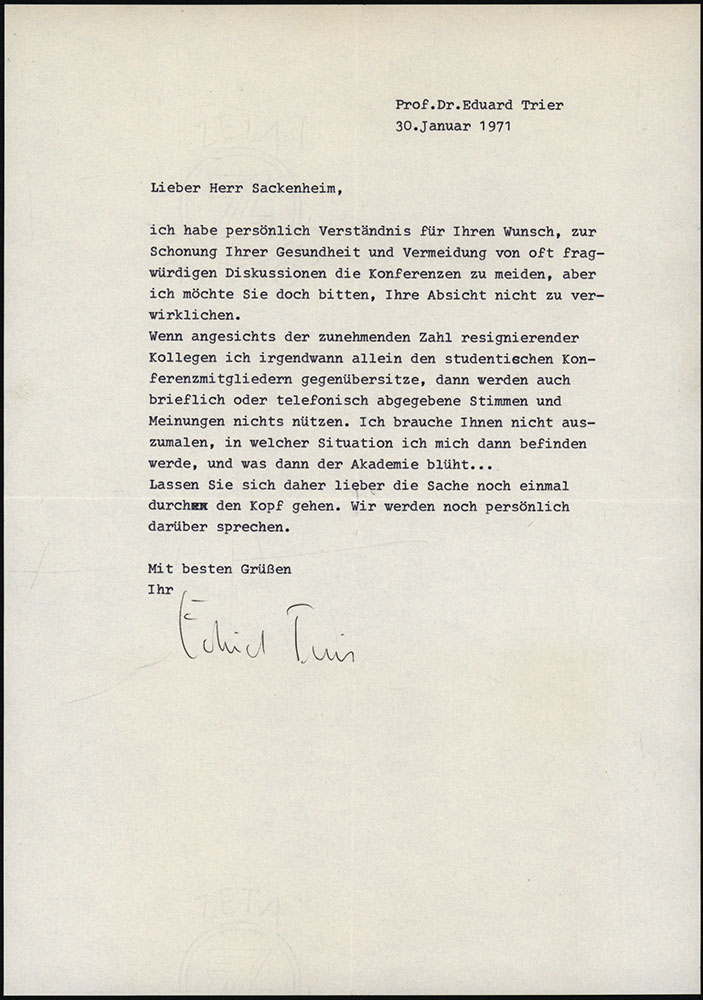 Prof.Dr.Eduard Trier
30.Januar 1971
Lieber Herr Sackenheim,
ich habe persönlich Verständnis für Ihren Wunsch, zur
Schonung Ihrer Gesundheit und Vermeidung von oft frag-
würdigen Diskussionen die Konferenzen zu meiden, aber
ich möchte Sie doch bitten, Ihre Absicht nicht zu ver-
wirklichen.
Wenn angesichts der zunehmenden Zahl resignierender
Kollegen ich irgendwann allein den studentischen Kon-
ferenzmitgliedern gegenübersitze, dann werden auch
brieflich oder telefonisch abgegebene Stimmen und
Meinungen nichts nützen. Ich brauche Ihnen nicht aus-
zumalen, in welcher Situation ich mich dann befinden
werde, und was dann der Akademie blüht...
Lassen Sie sich daher lieber die Sache noch einmal
durch den Kopf gehen. Wir werden noch persönlich
darüber sprechen.
Mit besten Grüßen
Ihr
Eduard Trier
TETA